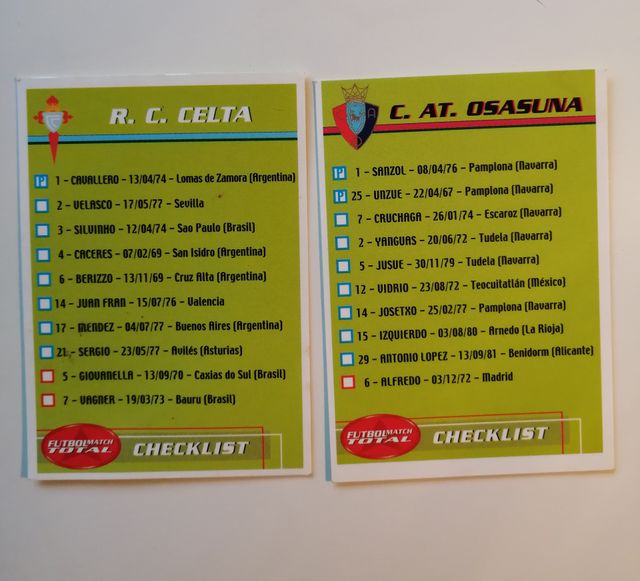 R. C. CELTA
P 1 - CAVALLERO - 13/04/74 - Lomas de Zamora (Argentina)
2 - VELASCO - 17/05/77 - Sevilla
3 - SILVINHO - 12/04/74 - Sao Paulo (Brasil)
4 - CACERES - 07/02/69 - San Isidro (Argentina)
6 - BERIZZO - 13/11/69 - Cruz Alta (Argentina)
14 - JUAN FRAN - 15/07/76 - Valencia
17 - MENDEZ - 04/07/77 - Buenos Aires (Argentina)
21 - SERGIO - 23/05/77 - Avilés (Asturias)
5 - GIOVANELLA - 13/09/70 - Caxias do Sul (Brasil)
7 - VAGNER - 19/03/73 - Bauru (Brasil)
FUTBOLMATCH
TOTAL
CHECKLIST
C. AT. OSASUNA
P 1 - SANZOL - 08/04/76 - Pamplona (Navarra)
P 25 - UNZUE - 22/04/67 - Pamplona (Navarra)
7 - CRUCHAGA - 26/01/74 - Escaroz (Navarra)
2 - YANGUAS - 20/06/72 - Tudela (Navarra)
5 - JUSUE - 30/11/79 - Tudela (Navarra)
12 - VIDRIO - 23/08/72 - Teocuitatlán (México)
14 - JOSETXO - 25/02/77 - Pamplona (Navarra)
15 - IZQUIERDO - 03/08/80 - Arnedo (La Rioja)
29 - ANTONIO LOPEZ - 13/09/81 - Benidorm (Alicante)
6 - ALFREDO - 03/12/72 - Madrid
FUTBOLMATCH
TOTAL
CHECKLIST